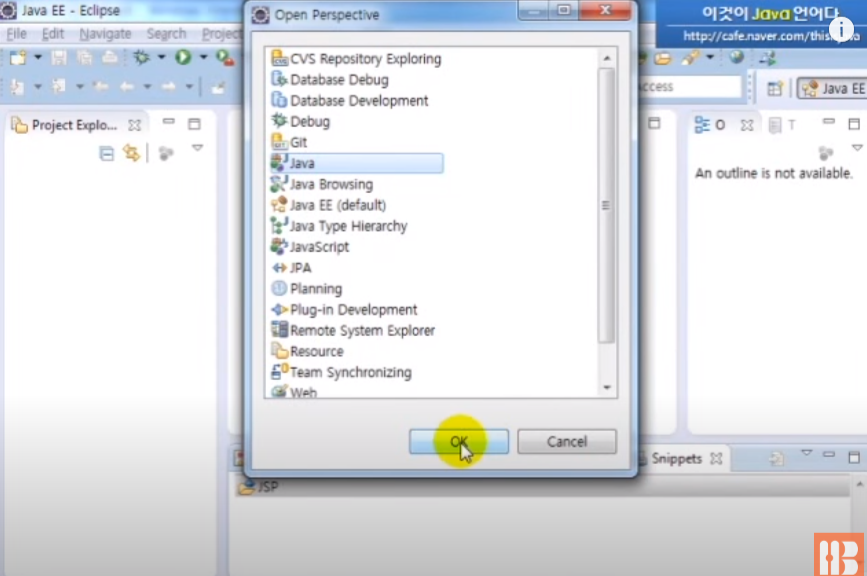 Java EE - Eclipse
File Edit Navigate Search Project
Open Perspective
CVS Repository Exploring
Database Debug
Database Development
Debug
Git
Java
Java Browsing
Java EE (default)
Java Type Hierarchy
JavaScript
JPA
Planning
Plug-in Development
Remote System Explorer
Resource
Team Synchronizing
Web
OK
Cancel
이것이 Java 언어다
http://cafe.naver.com/thisjava
Java EE
Project Explo...
O
T
An outline is not available.
Snippets
JSP